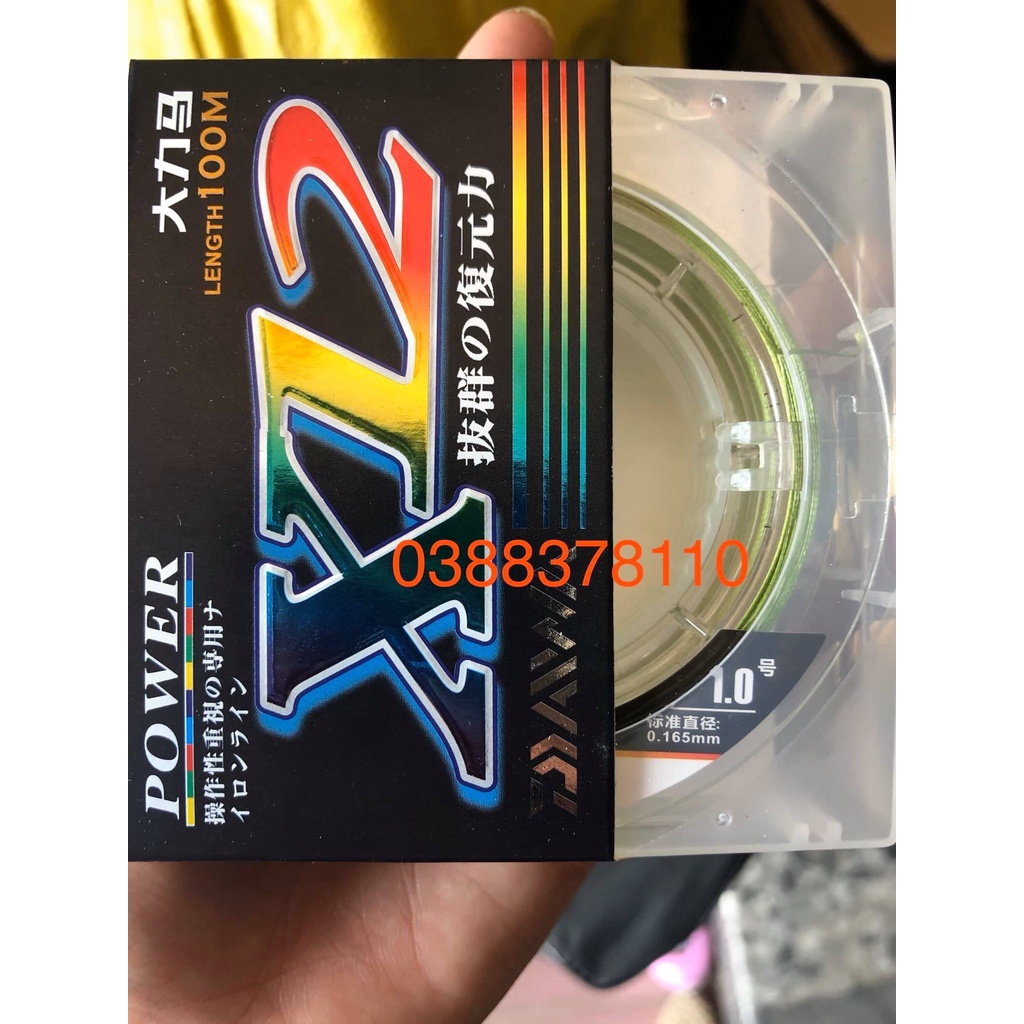 POWER
大力马
操作性重視の専用ナ
イロンライン
LENGTH 100M
X12
抜群の復元力
DAIWA
0388378110
1.0号
标准直径:
0.165mm